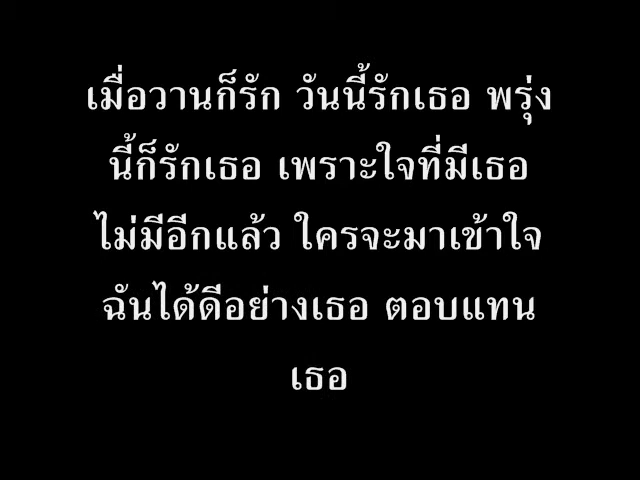 เมื่อวานก็รัก วันนี้รักเธอ พรุ่ง
นี้ก็รักเธอ เพราะใจที่มีเธอ
ไม่มีอีกแล้ว ใครจะมาเข้าใจ
ฉันได้ดีอย่างเธอ ตอบแทน
เธอ